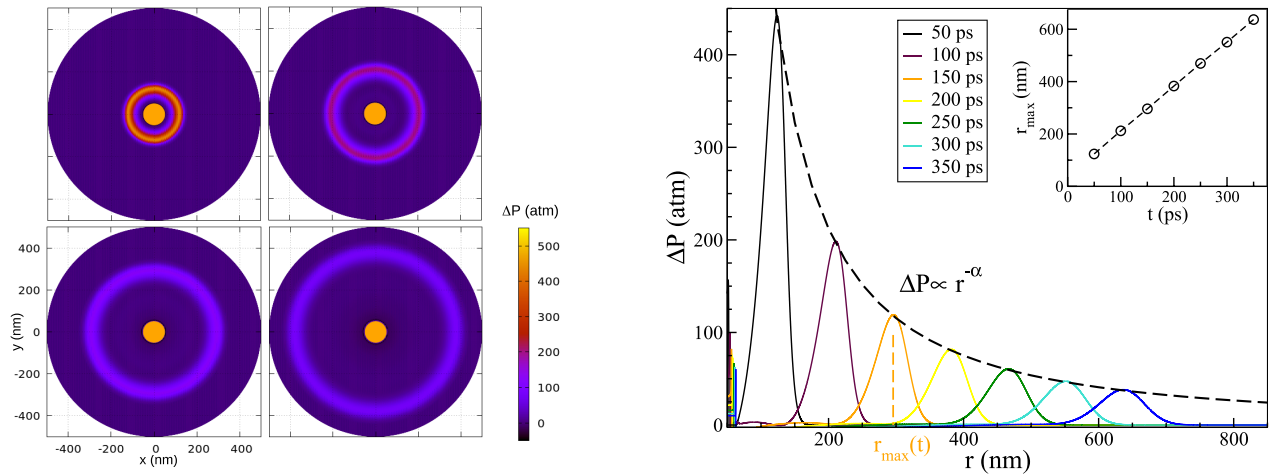 ΔP (atm)
500
400
300
200
100
0
400
200
0
-200
-400
y (nm)
-400 -200 0 200 400
x (nm)
ΔP (atm)
400
300
200
100
0
200 400 600 800
r (nm)
50 ps
100 ps
150 ps
200 ps
250 ps
300 ps
350 ps
ΔP∝ r^-α
r_max(t)
r_max (nm)
600
400
200
0
0 100 200 300
t (ps)